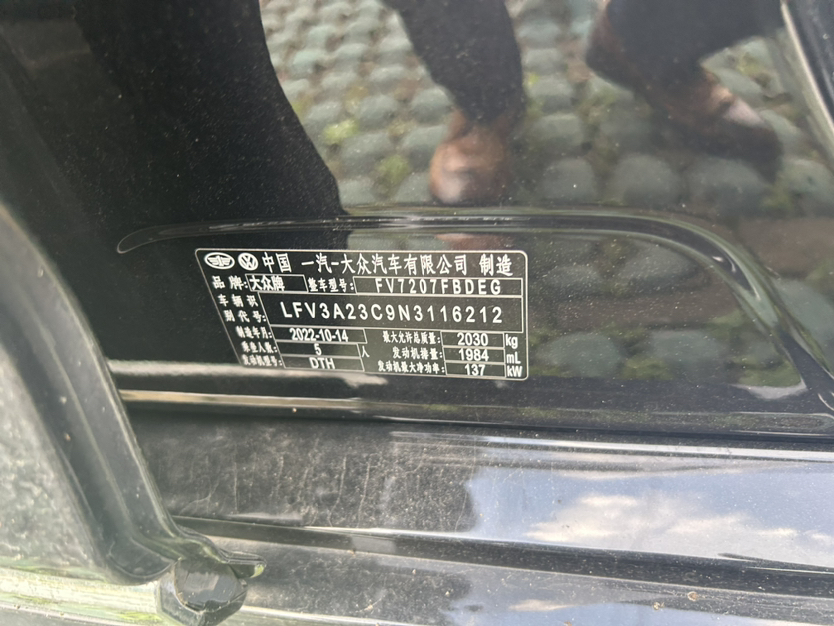 中国 一汽-大众汽车有限公司 制造
品牌: 大众牌 整车型号: FV7207FBDEG
车辆识别代号: LFV3A23C9N3116212
制造年月: 2022-10-14 最大允许总质量: 2030 kg
乘坐人数: 5 人 发动机排量: 1984 mL
发动机型号: DTH 发动机最大净功率: 137 kW